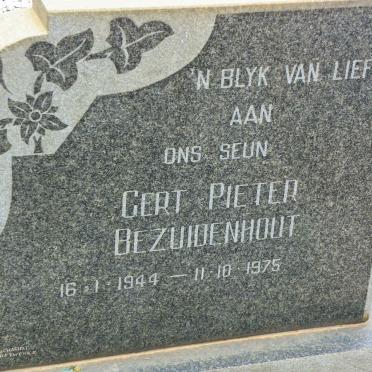 'N BLYK VAN LIEF
AAN
ONS SEUN
GERT PIETER
BEZUIDENHOUT
16·1·1944 — 11·10·1975